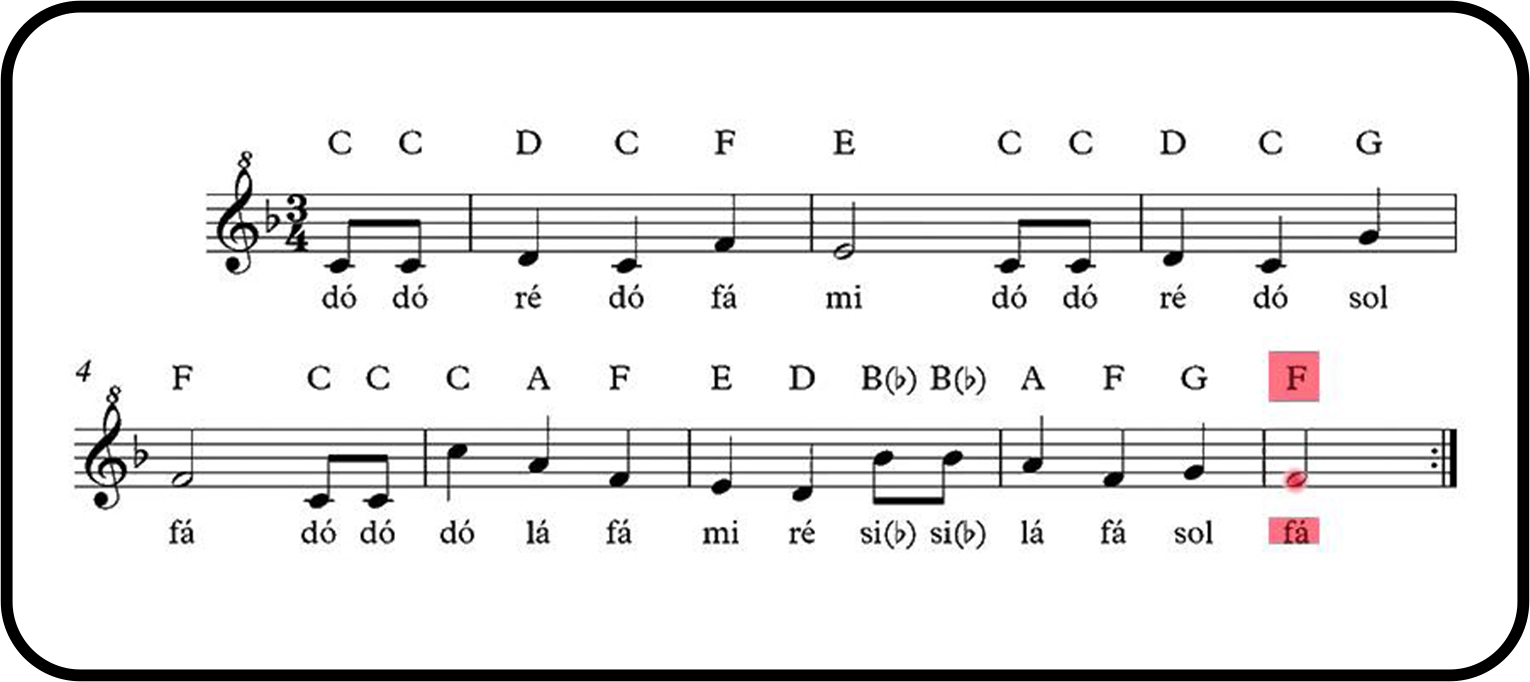 C C D C F E C C D C G
8
3
4
dó dó ré dó fá mi dó dó ré dó sol
4 F C C C A F E D B(♭) B(♭) A F G F
8
fá dó dó dó lá fá mi ré si(♭) si(♭) lá fá sol fá